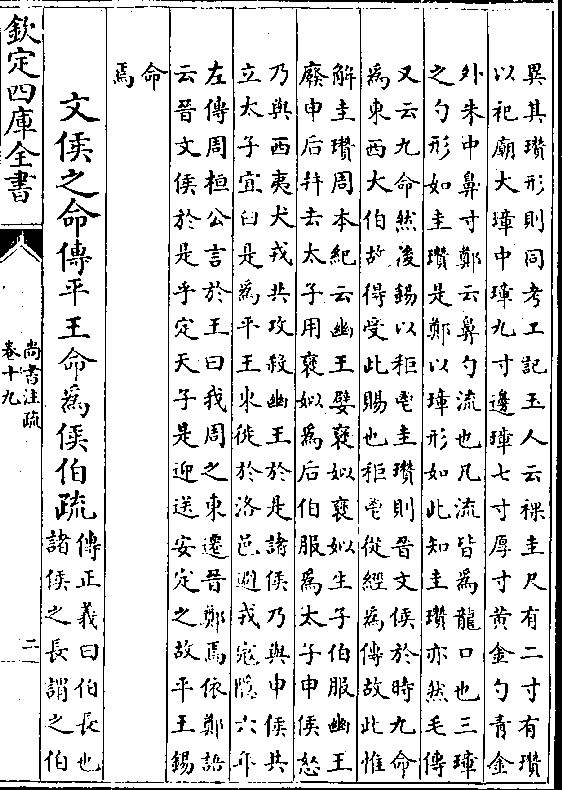 異其瓚形則同考工記玉人云祼圭尺有二寸有瓚
以祀廟大璋中璋九寸邊璋七寸厚寸黃金勺青金
外朱中鼻寸鄭云鼻勺流也凡流皆為龍口也三璋
之勺形如圭瓚是鄭以璋形如此知圭瓚亦然毛傳
又云九命然後錫以秬鬯圭瓚則晉文侯於時九命
為東西大伯故得受此賜也秬鬯從經為傳故此惟
解圭瓚周本紀云幽王嬖褒姒褒姒生子伯服幽王
廢申后并去太子用褒姒為后伯服為太子申侯怒
乃與西夷犬戎共攻殺幽王於是諸侯乃與申侯共
立太子宜臼是為平王東徙於洛邑避戎寇隱六年
左傳周桓公言於王曰我周之東遷晉鄭焉依鄭語
云晉文侯於是乎定天子是迎送安定之故平王錫
命
焉
文侯之命傳平王命為侯伯疏
傳正義曰伯長也
諸侯之長謂之伯
欽定四庫全書
尚書注疏
卷十九
二